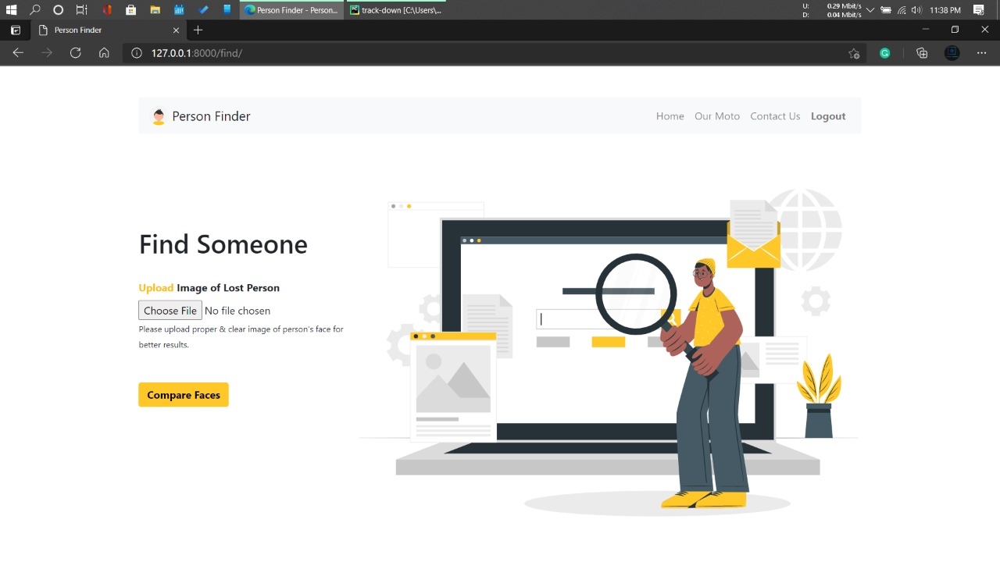 Person Finder - Person...
track-down [C:\Users\...
U: 0.29 Mbit/s
D: 0.04 Mbit/s
11:38 PM
Person Finder
127.0.0.1:8000/find/
Person Finder
Home Our Moto Contact Us Logout
Find Someone
Upload Image of Lost Person
Choose File No file chosen
Please upload proper & clear image of person's face for
better results.
Compare Faces